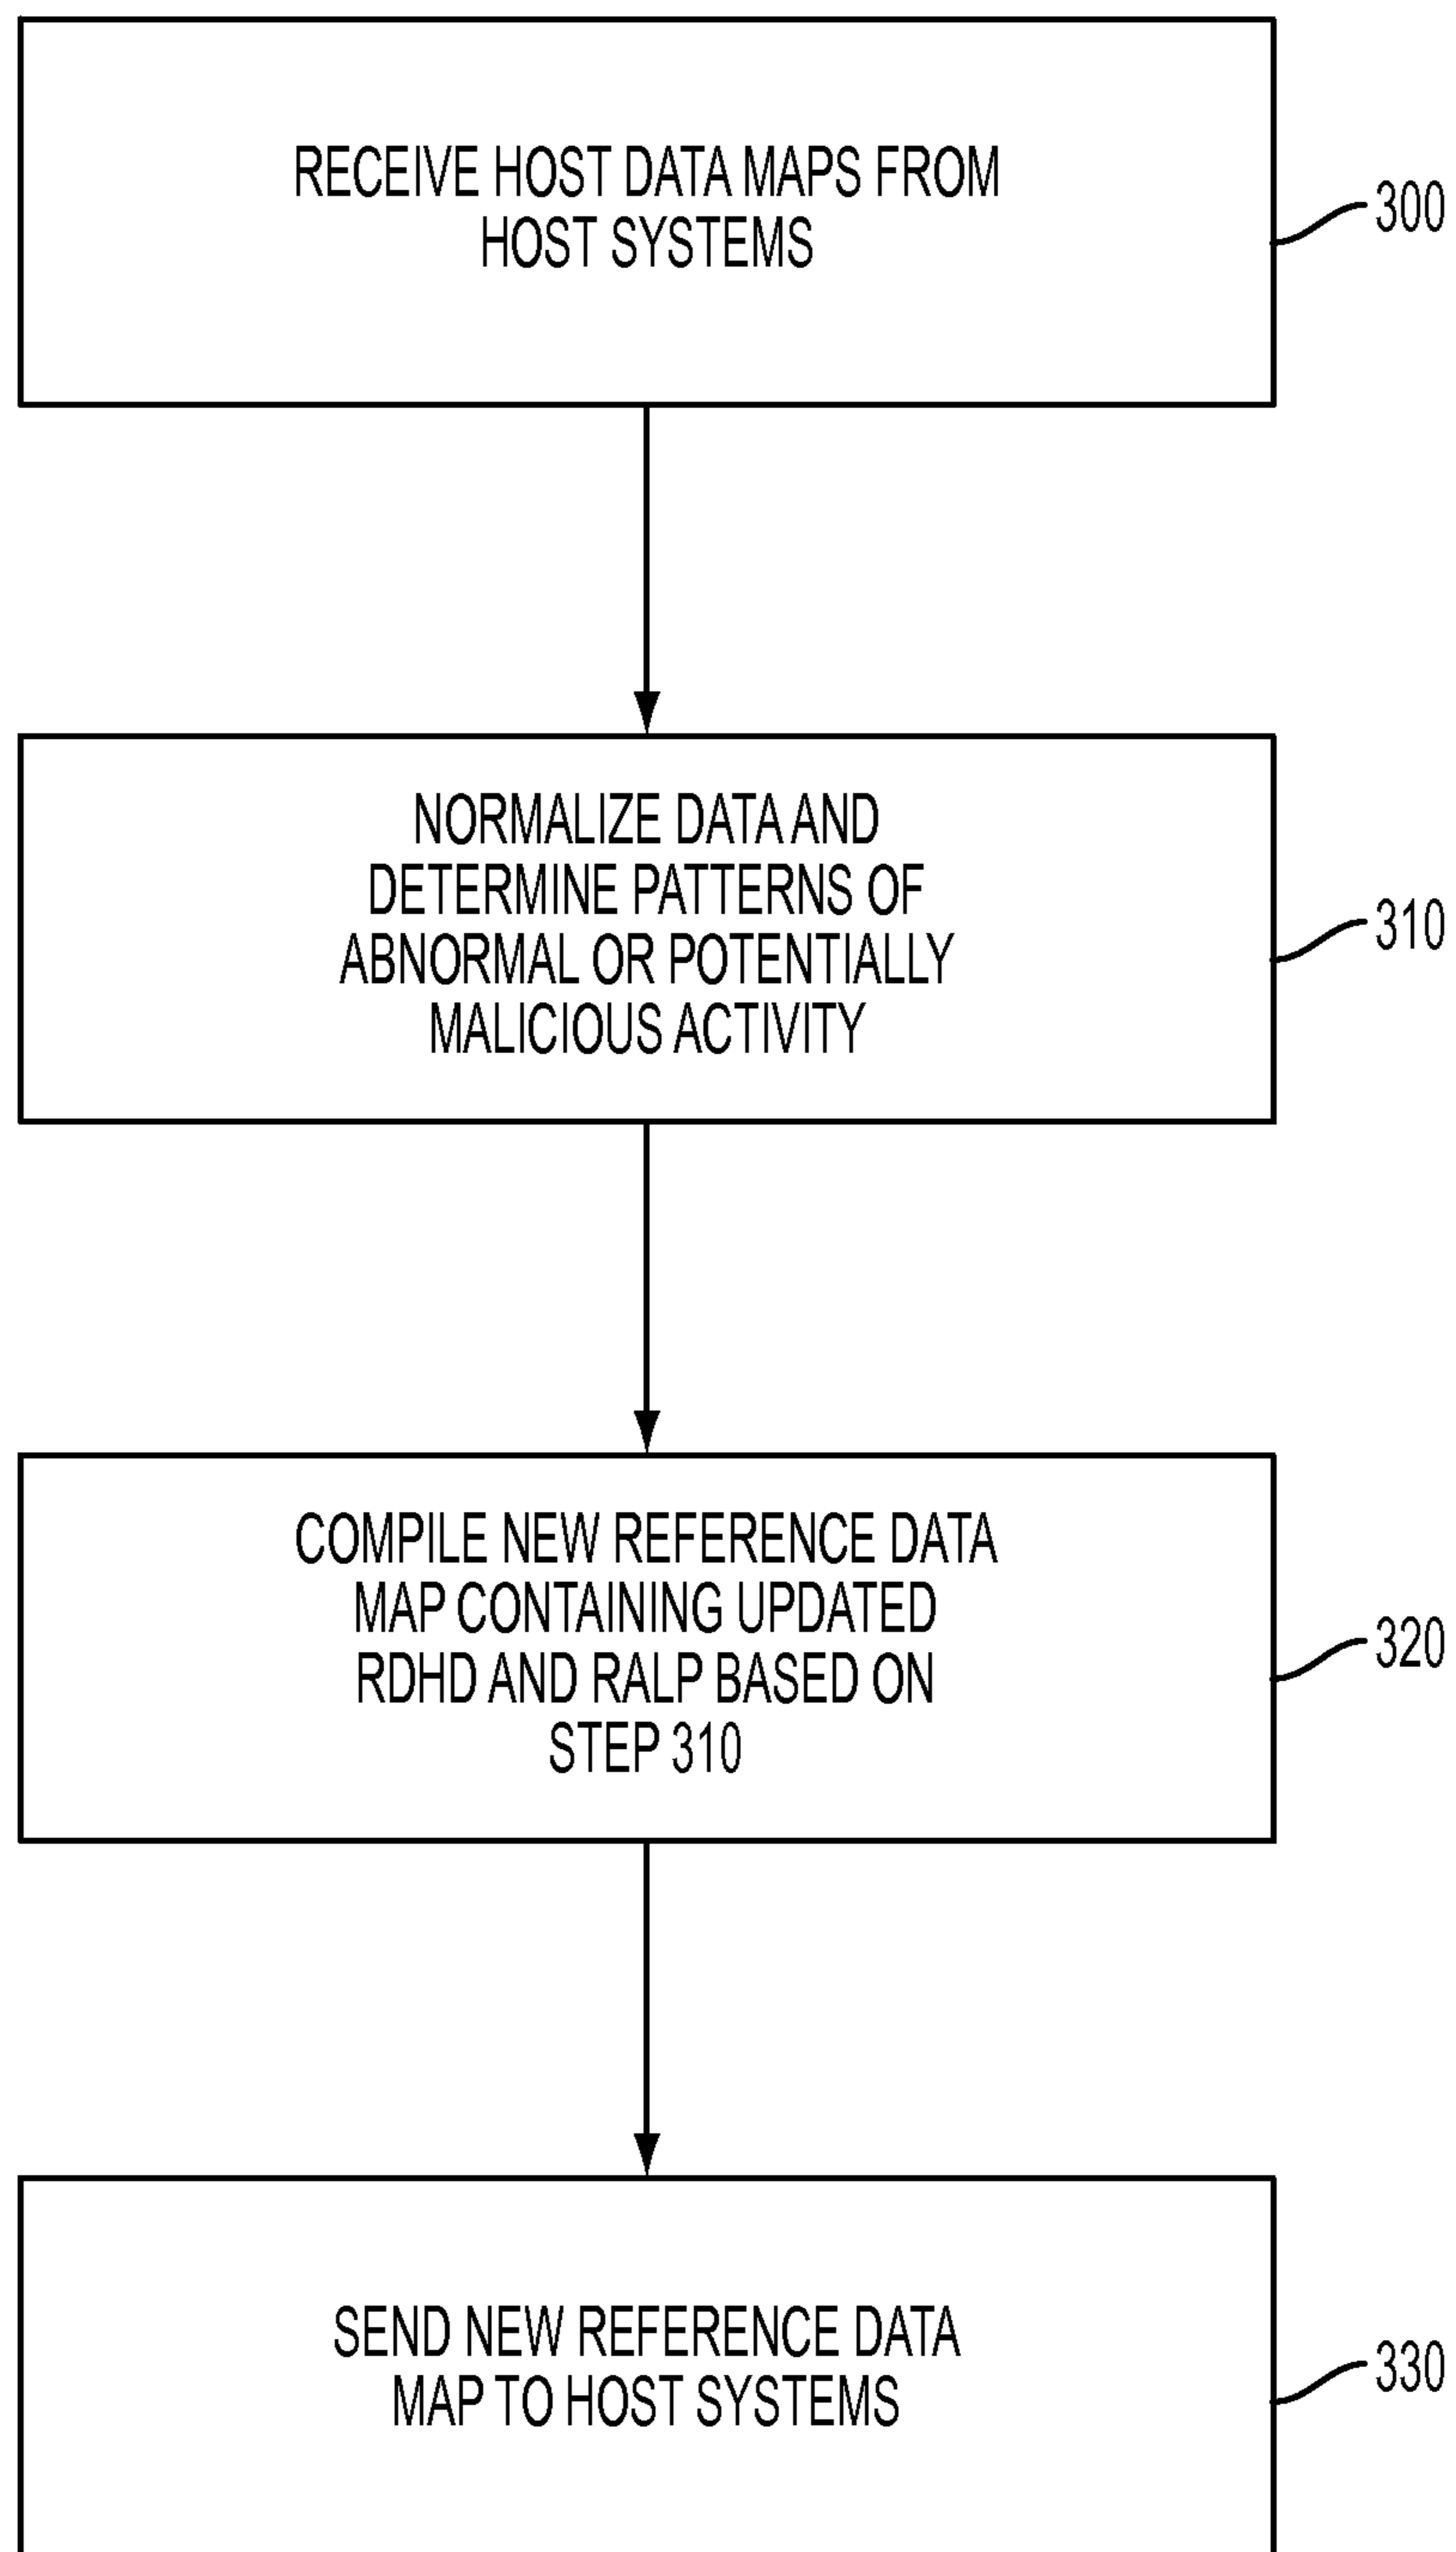 RECEIVE HOST DATA MAPS FROM
HOST SYSTEMS
300
NORMALIZE DATA AND
DETERMINE PATTERNS OF
ABNORMAL OR POTENTIALLY
MALICIOUS ACTIVITY
310
COMPILE NEW REFERENCE DATA
MAP CONTAINING UPDATED
RDHD AND RALP BASED ON
STEP 310
320
SEND NEW REFERENCE DATA
MAP TO HOST SYSTEMS
330